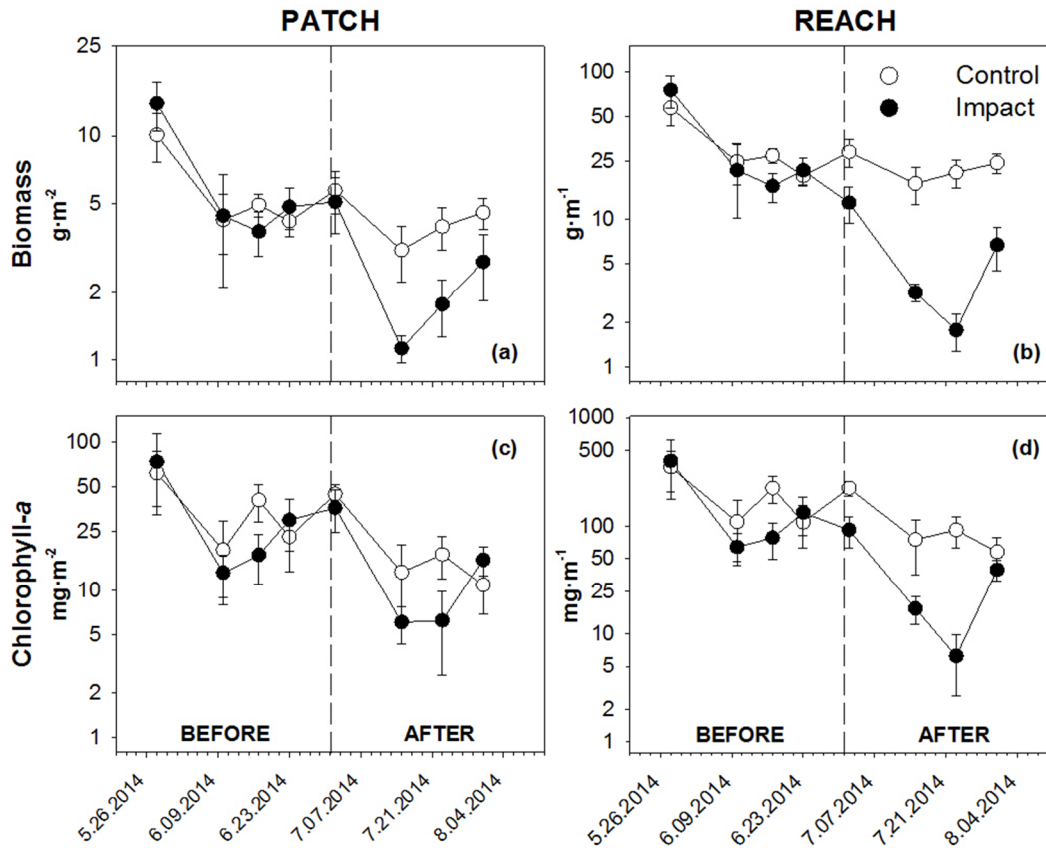 PATCH
REACH
Biomass
g·m-2
25
10
5
2
1
(a)
g·m-1
100
50
25
10
5
2
1
Control
Impact
(b)
Chlorophyll-a
mg·m-2
100
50
25
10
5
2
1
(c)
BEFORE
AFTER
mg·m-1
1000
500
100
50
25
10
5
2
1
(d)
BEFORE
AFTER
5.26.2014
6.09.2014
6.23.2014
7.07.2014
7.21.2014
8.04.2014
5.26.2014
6.09.2014
6.23.2014
7.07.2014
7.21.2014
8.04.2014